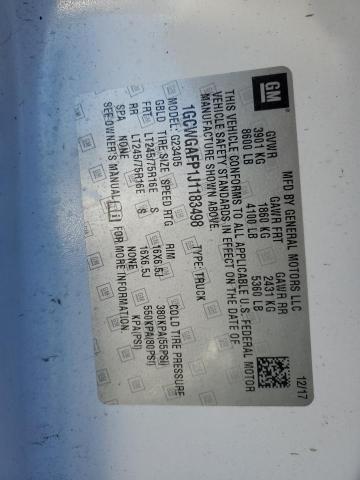 GM
MFD BY GENERAL MOTORS LLC
12/17
GVWR GAWR FRT GAWR RR
3901 KG 1860 KG 2431 KG
8600 LB 4100 LB 5360 LB
THIS VEHICLE CONFORMS TO ALL APPLICABLE U.S. FEDERAL MOTOR
VEHICLE SAFETY STANDARDS IN EFFECT ON THE DATE OF
MANUFACTURE SHOWN ABOVE.
1GCWGAFP1J1183498 TYPE: TRUCK
MODEL: G23405
GBLD TIRE SIZE SPEED RTG RIM COLD TIRE PRESSURE
FRT LT245/75R16E S 16X6.5J 380KPA(55PSI)
RR LT245/75R16E S 16X6.5J 550KPA(80PSI)
SPA NONE NONE KPA(PSI)
SEE OWNER'S MANUAL i FOR MORE INFORMATION